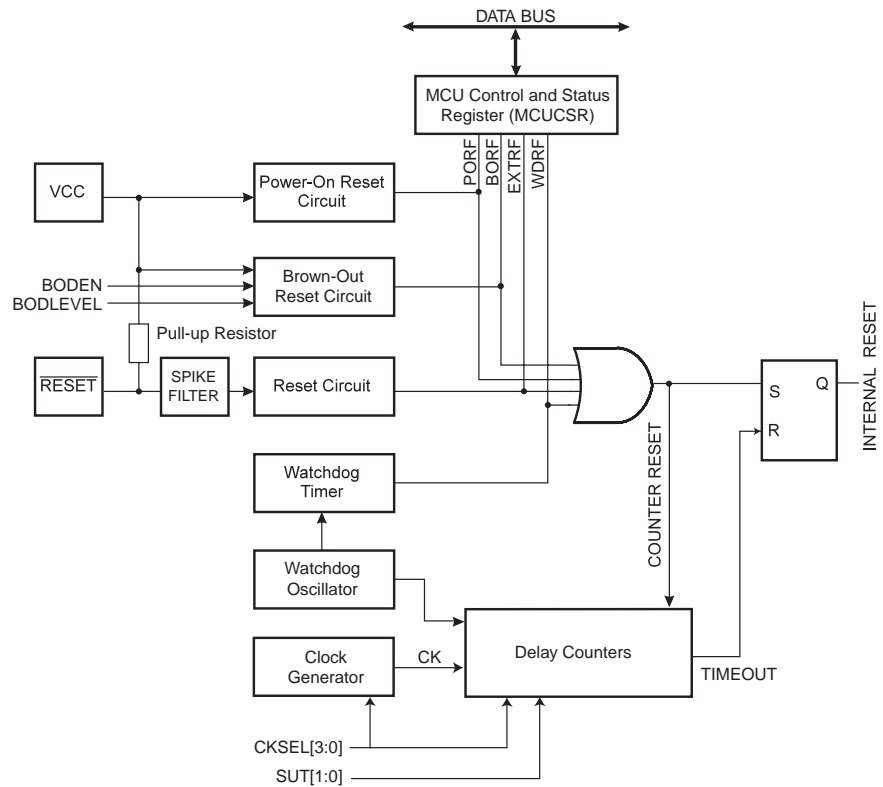 DATA BUS
MCU Control and Status
Register (MCUCSR)
PORF
BORF
EXTRF
WDRF
VCC
Power-On Reset
Circuit
BODEN
BODLEVEL
Brown-Out
Reset Circuit
Pull-up Resistor
RESET
SPIKE
FILTER
Reset Circuit
S
Q
R
INTERNAL RESET
COUNTER RESET
Watchdog
Timer
Watchdog
Oscillator
Clock
Generator
CK
Delay Counters
TIMEOUT
CKSEL[3:0]
SUT[1:0]